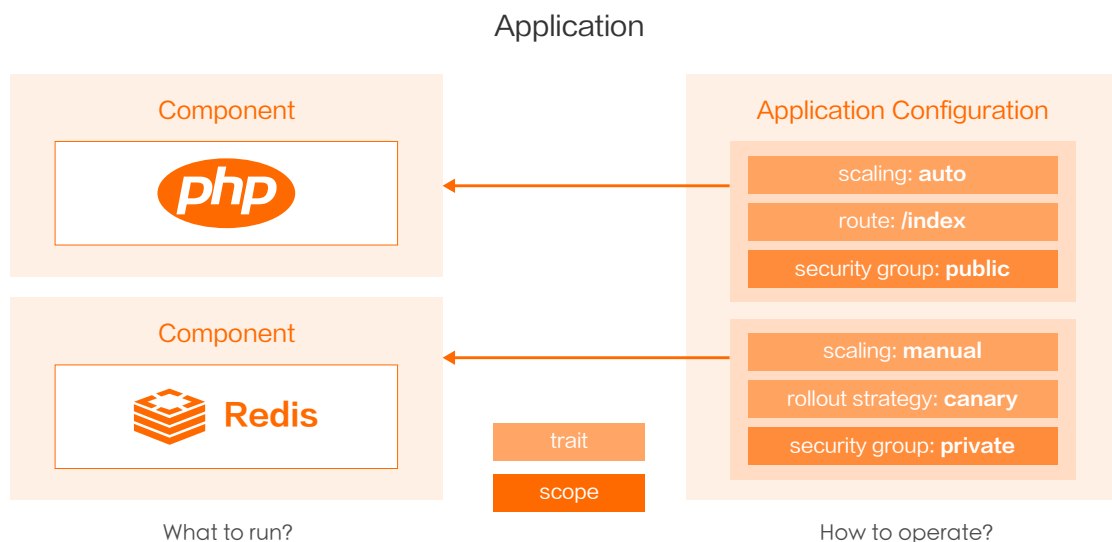 Application
Component
php
Component
Redis
What to run?
trait
scope
Application Configuration
scaling: auto
route: /index
security group: public
scaling: manual
rollout strategy: canary
security group: private
How to operate?